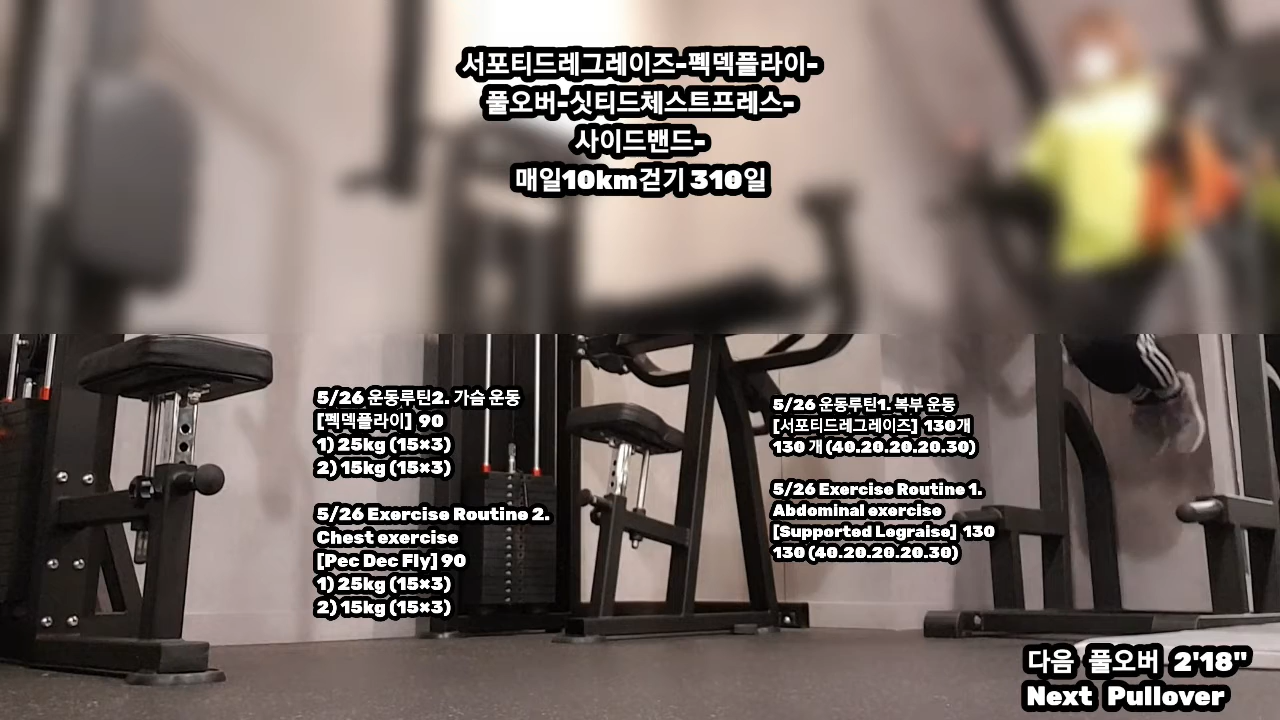 서포티드레그레이즈-펙덱플라이-
풀오버-싯티드체스트프레스-
사이드밴드-
매일10km걷기 310일
5/26 운동루틴2. 가슴 운동
[펙덱플라이] 90
1) 25kg (15×3)
2) 15kg (15×3)
5/26 Exercise Routine 2.
Chest exercise
[Pec Dec Fly] 90
1) 25kg (15×3)
2) 15kg (15×3)
5/26 운동루틴1. 복부 운동
[서포티드레그레이즈] 130개
130 개 (40.20.20.20.30)
5/26 Exercise Routine 1.
Abdominal exercise
[Supported Legraise] 130
130 (40.20.20.20.30)
다음 풀오버 2'18"
Next Pullover